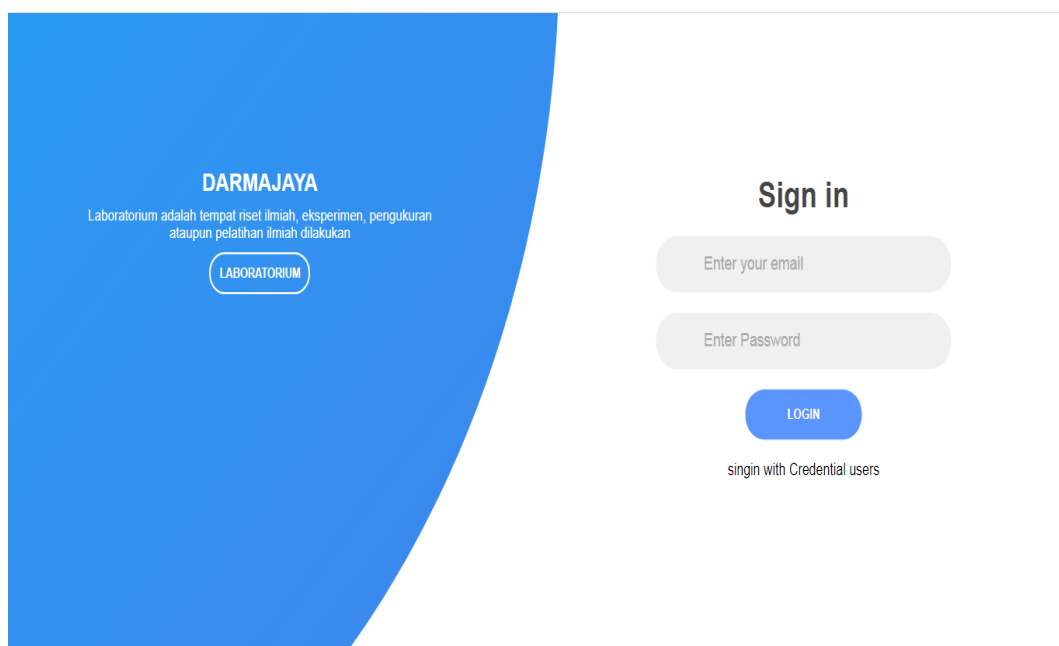 DARMAJAYA
Laboratorium adalah tempat riset ilmiah, eksperimen, pengukuran
ataupun pelatihan ilmiah dilakukan
LABORATORIUM
Sign in
Enter your email
Enter Password
LOGIN
singin with Credential users